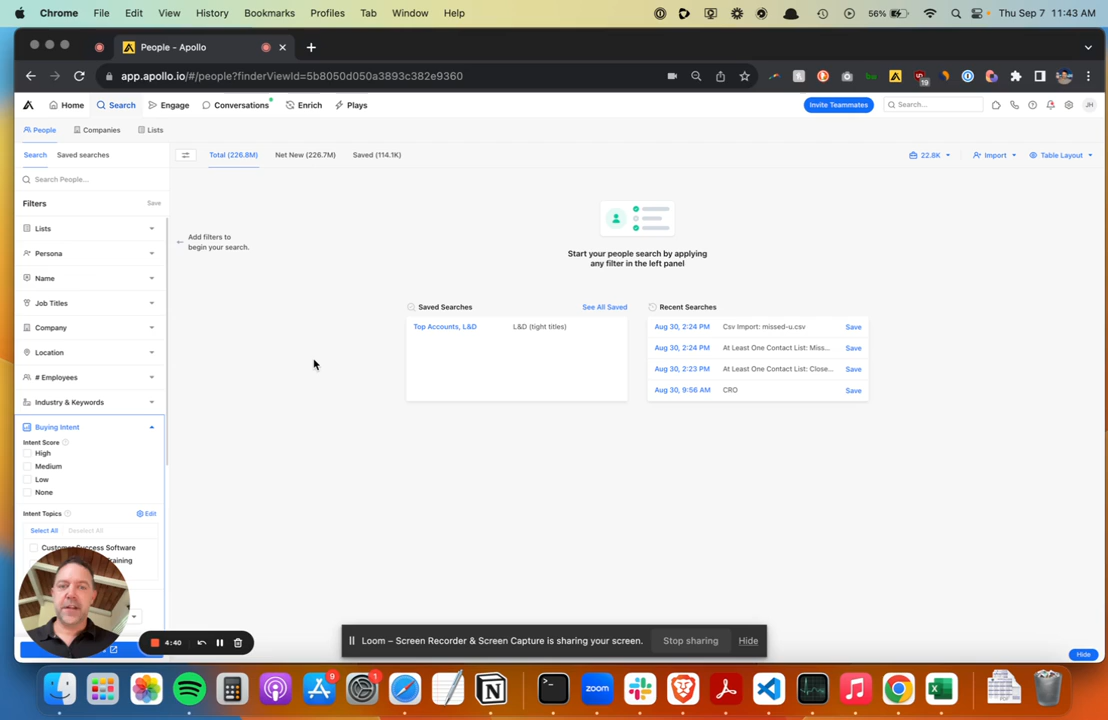 Chrome File Edit View History Bookmarks Profiles Tab Window Help
56% Thu Sep 7 11:43 AM
People - Apollo
app.apollo.io/#/people?finderViewId=5b8050d050a3893c382e9360
19
Home Search Engage Conversations Enrich Plays
Invite Teammates Search... JH
People Companies Lists
Search Saved searches
Total (226.8M) Net New (226.7M) Saved (114.1K)
22.8K Import Table Layout
Search People...
Filters Save
Lists
Persona
Name
Job Titles
Company
Location
# Employees
Industry & Keywords
Buying Intent
Intent Score
High
Medium
Low
None
Intent Topics Edit
Select All Deselect All
Customer Success Software
raining
Add filters to
begin your search.
Start your people search by applying
any filter in the left panel
Saved Searches See All Saved
Top Accounts, L&D L&D (tight titles)
Recent Searches
Aug 30, 2:24 PM Csv Import: missed-u.csv Save
Aug 30, 2:24 PM At Least One Contact List: Miss... Save
Aug 30, 2:23 PM At Least One Contact List: Close... Save
Aug 30, 9:56 AM CRO Save
4:40
Loom – Screen Recorder & Screen Capture is sharing your screen. Stop sharing Hide
Hide
9
1
zoom